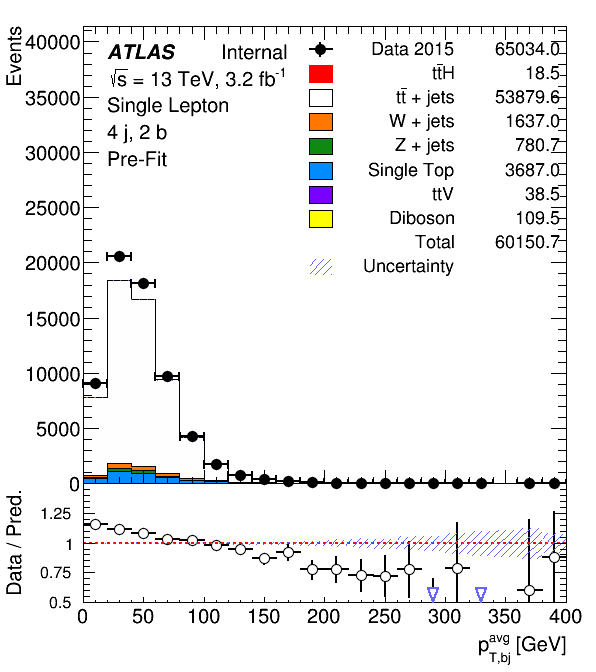 Events
40000
35000
30000
25000
20000
15000
10000
5000
0
ATLAS Internal
√s = 13 TeV, 3.2 fb⁻¹
Single Lepton
4 j, 2 b
Pre-Fit
Data 2015 65034.0
tt̄H 18.5
tt̄ + jets 53879.6
W + jets 1637.0
Z + jets 780.7
Single Top 3687.0
ttV 38.5
Diboson 109.5
Total 60150.7
Uncertainty
Data / Pred.
1.25
1
0.75
0.5
0 50 100 150 200 250 300 350 400
p_{T,bj}^{avg} [GeV]